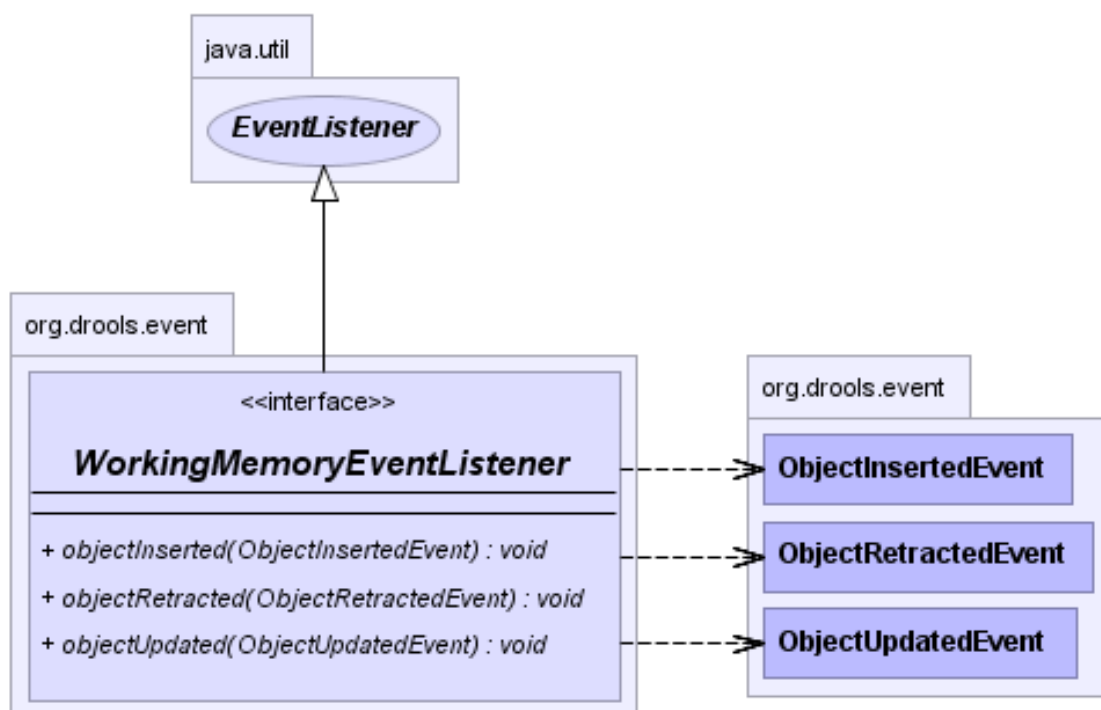 java.util
EventListener
org.drools.event
<<interface>>
WorkingMemoryEventListener
+ objectInserted(ObjectInsertedEvent) : void
+ objectRetracted(ObjectRetractedEvent) : void
+ objectUpdated(ObjectUpdatedEvent) : void
org.drools.event
ObjectInsertedEvent
ObjectRetractedEvent
ObjectUpdatedEvent